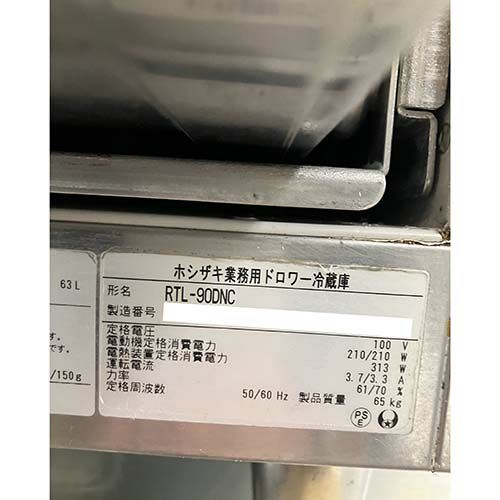 ホシザキ業務用ドロワー冷蔵庫
形名 RTL-90DNC
製造番号
定格電圧 100 V
電動機定格消費電力 210/210 W
電熱装置定格消費電力 313 W
運転電流 3.7/3.3 A
力率 61/70 %
定格周波数 50/60 Hz 製品質量 65 kg
PSE
63 L
です。
す。
/150g